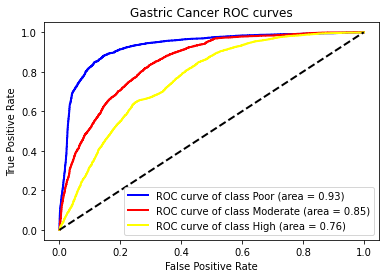 Gastric Cancer ROC curves
True Positive Rate
1.0
0.8
0.6
0.4
0.2
0.0
ROC curve of class Poor (area = 0.93)
ROC curve of class Moderate (area = 0.85)
ROC curve of class High (area = 0.76)
0.0 0.2 0.4 0.6 0.8 1.0
False Positive Rate